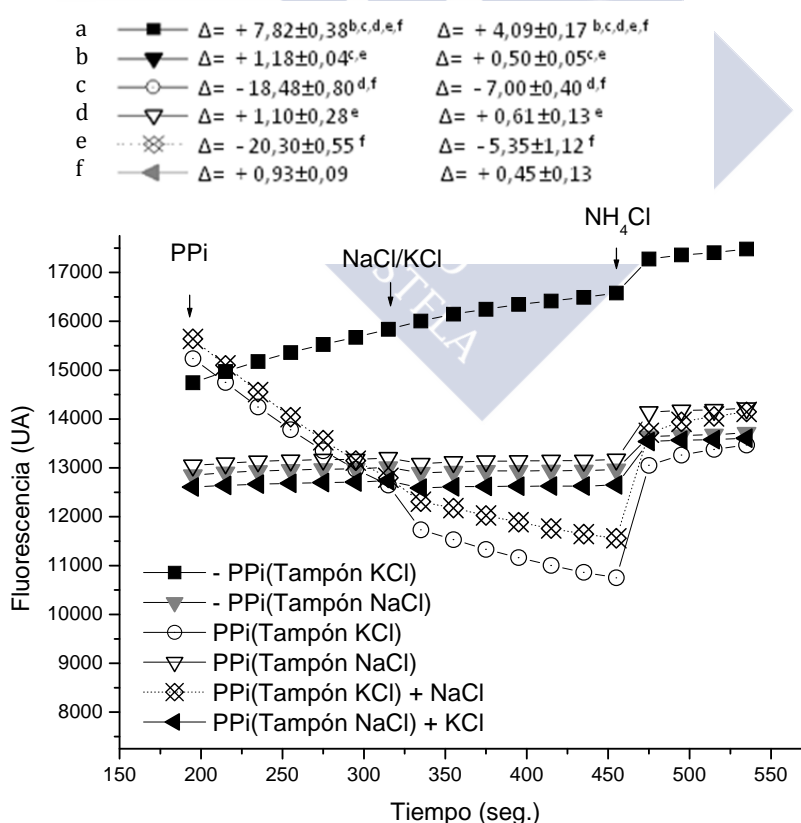 a Δ= + 7,82±0,38b,c,d,e,f Δ= + 4,09±0,17 b,c,d,e,f
b Δ= + 1,18±0,04c,e Δ= + 0,50±0,05c,e
c Δ= - 18,48±0,80 d,f Δ= - 7,00±0,40 d,f
d Δ= + 1,10±0,28 e Δ= + 0,61±0,13 e
e Δ= - 20,30±0,55 f Δ= - 5,35±1,12 f
f Δ= + 0,93±0,09 Δ= + 0,45±0,13
PPi
NaCl/KCl
NH4Cl
STELA
17000
16000
15000
14000
13000
12000
11000
10000
9000
8000
Fluorescencia (UA)
- PPi(Tampón KCl)
- PPi(Tampón NaCl)
PPi(Tampón KCl)
PPi(Tampón NaCl)
PPi(Tampón KCl) + NaCl
PPi(Tampón NaCl) + KCl
150 200 250 300 350 400 450 500 550
Tiempo (seg.)